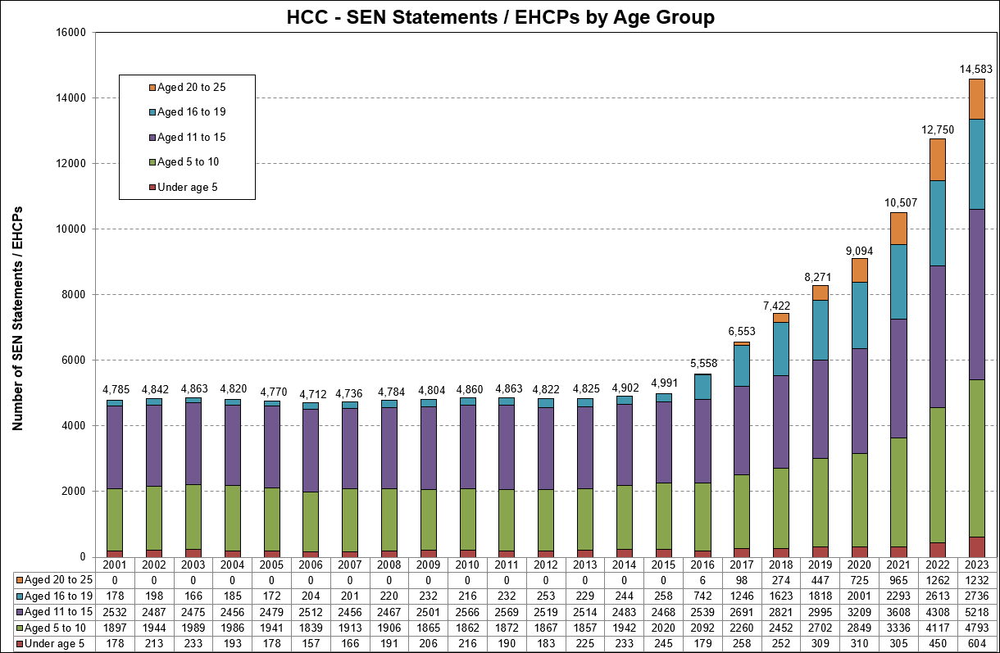 HCC - SEN Statements / EHCPs by Age Group
Number of SEN Statements / EHCPs
16000
14000
12000
10000
8000
6000
4000
2000
0
Aged 20 to 25
Aged 16 to 19
Aged 11 to 15
Aged 5 to 10
Under age 5
4,785 4,842 4,863 4,820 4,770 4,712 4,736 4,784 4,804 4,860 4,863 4,822 4,825 4,902 4,991 5,558 6,553 7,422 8,271 9,094 10,507 12,750 14,583
2001 2002 2003 2004 2005 2006 2007 2008 2009 2010 2011 2012 2013 2014 2015 2016 2017 2018 2019 2020 2021 2022 2023
Aged 20 to 25 0 0 0 0 0 0 0 0 0 0 0 0 0 0 0 6 98 274 447 725 965 1262 1232
Aged 16 to 19 178 198 166 185 172 204 201 220 232 216 232 253 229 244 258 742 1246 1623 1818 2001 2293 2613 2736
Aged 11 to 15 2532 2487 2475 2456 2479 2512 2456 2467 2501 2566 2569 2519 2514 2483 2468 2539 2691 2821 2995 3209 3608 4308 5218
Aged 5 to 10 1897 1944 1989 1986 1941 1839 1913 1906 1865 1862 1872 1867 1857 1942 2020 2092 2260 2452 2702 2849 3336 4117 4793
Under age 5 178 213 233 193 178 157 166 191 206 216 190 183 225 233 245 179 258 252 309 310 305 450 604